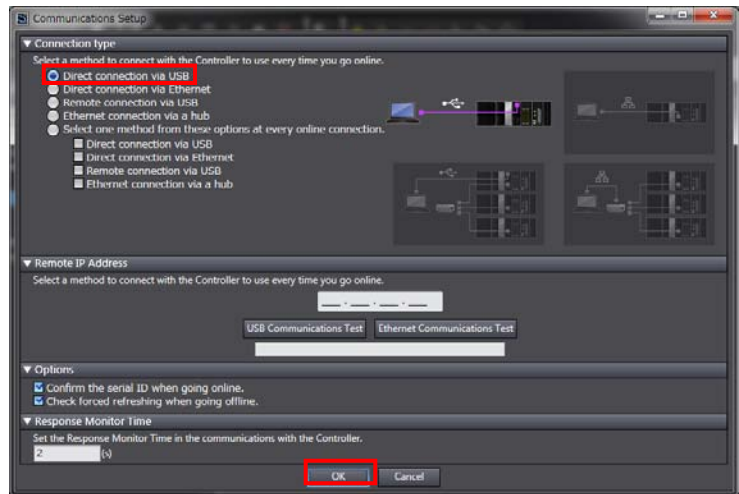 Communications Setup
▼ Connection type
Select a method to connect with the Controller to use every time you go online.
Direct connection via USB
Direct connection via Ethernet
Remote connection via USB
Ethernet connection via a hub
Select one method from these options at every online connection.
Direct connection via USB
Direct connection via Ethernet
Remote connection via USB
Ethernet connection via a hub
▼ Remote IP Address
Select a method to connect with the Controller to use every time you go online.
___.___.___.___
USB Communications Test Ethernet Communications Test
▼ Options
Confirm the serial ID when going online.
Check forced refreshing when going offline.
▼ Response Monitor Time
Set the Response Monitor Time in the communications with the Controller.
2 (s)
OK Cancel